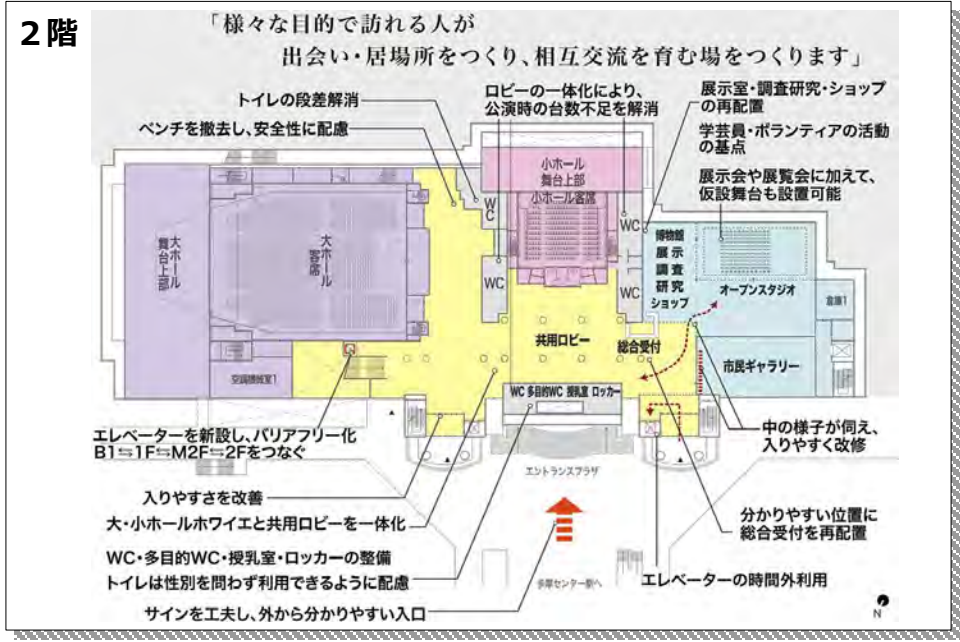 2階
「様々な目的で訪れる人が
出会い・居場所をつくり、相互交流を育む場をつくります」
トイレの段差解消
ベンチを撤去し、安全性に配慮
ロビーの一体化により、
公演時の台数不足を解消
展示室・調査研究・ショップ
の再配置
学芸員・ボランティアの活動
の基点
展示会や展覧会に加えて、
仮設舞台も設置可能
大ホール
舞台上部
大ホール
客席
小ホール
舞台上部
小ホール客席
WC
WC
WC
WC
博物館
展示
調査
研究
ショップ
オープンスタジオ
倉庫1
共用ロビー
総合受付
市民ギャラリー
空調機械室1
WC 多目的WC 授乳室 ロッカー
エントランスプラザ
エレベーターを新設し、バリアフリー化
B1⇆1F⇆M2F⇆2Fをつなぐ
中の様子が伺え、
入りやすく改修
入りやすさを改善
大・小ホールホワイエと共用ロビーを一体化
分かりやすい位置に
総合受付を再配置
WC・多目的WC・授乳室・ロッカーの整備
トイレは性別を問わず利用できるように配慮
多摩センター駅へ
エレベーターの時間外利用
サインを工夫し、外から分かりやすい入口
N